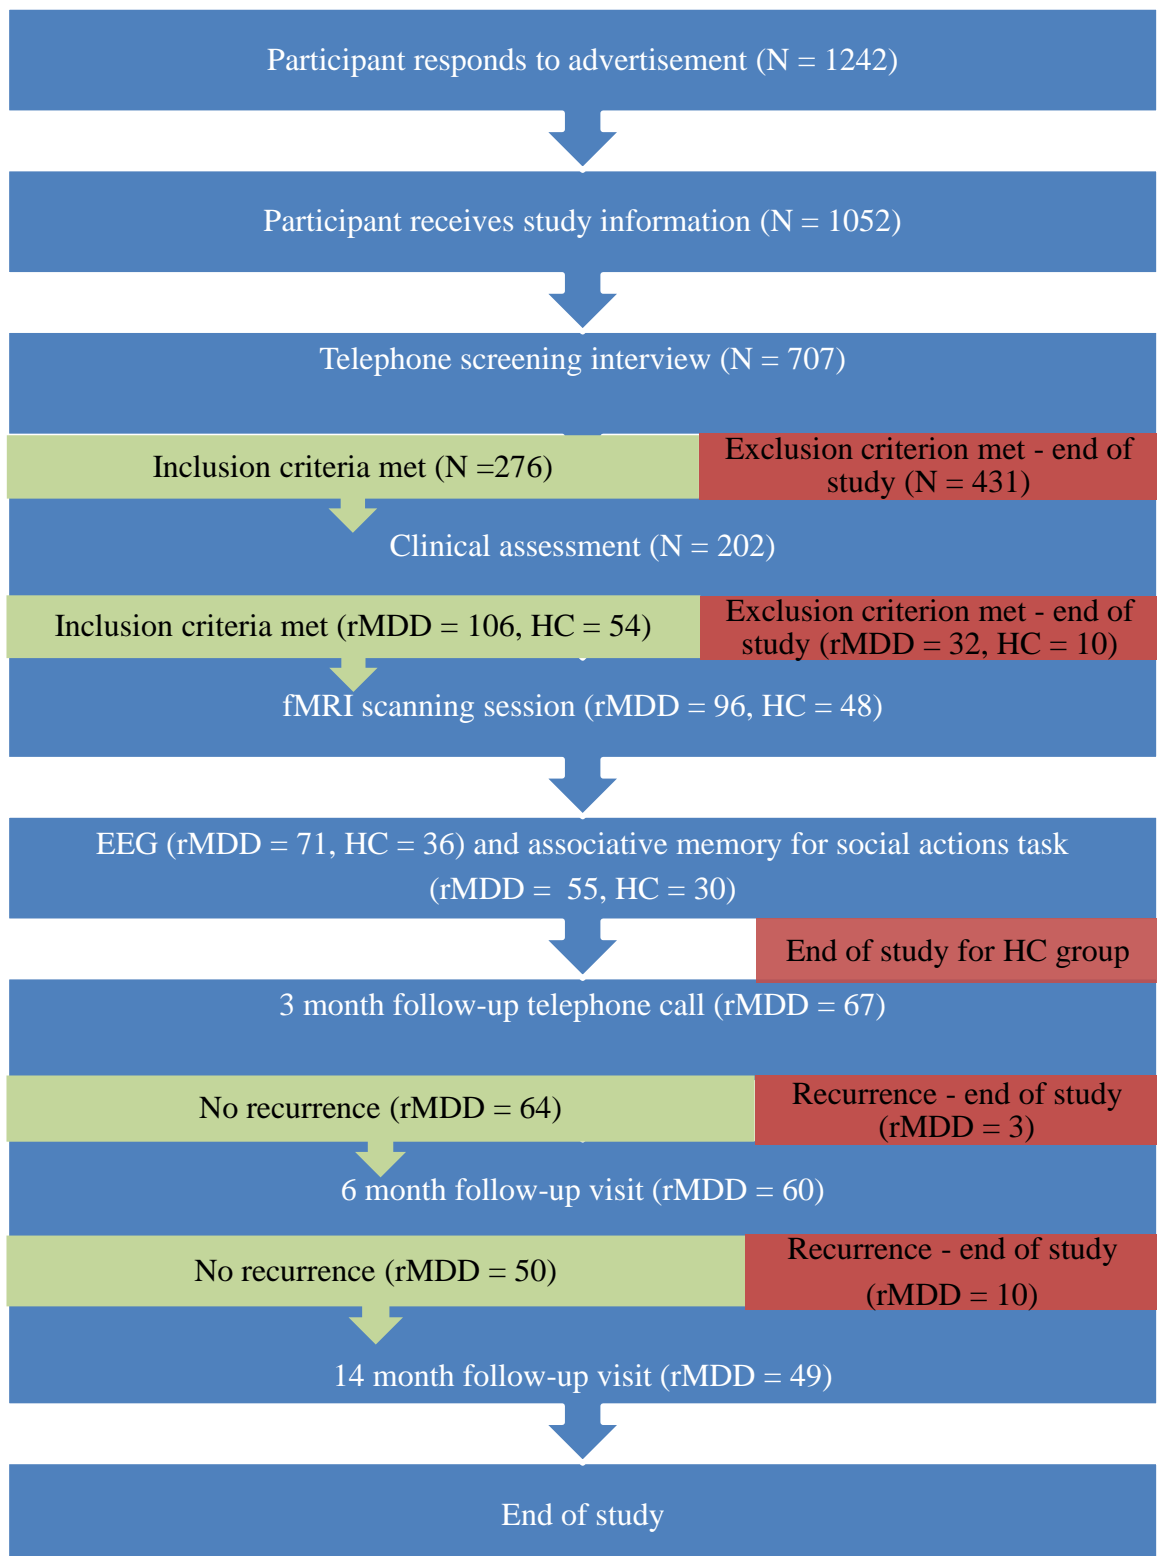 Participant responds to advertisement (N = 1242)
Participant receives study information (N = 1052)
Telephone screening interview (N = 707)
Inclusion criteria met (N =276)
Exclusion criterion met - end of
study (N = 431)
Clinical assessment (N = 202)
Inclusion criteria met (rMDD = 106, HC = 54)
Exclusion criterion met - end of
study (rMDD = 32, HC = 10)
fMRI scanning session (rMDD = 96, HC = 48)
EEG (rMDD = 71, HC = 36) and associative memory for social actions task
(rMDD = 55, HC = 30)
End of study for HC group
3 month follow-up telephone call (rMDD = 67)
No recurrence (rMDD = 64)
Recurrence - end of study
(rMDD = 3)
6 month follow-up visit (rMDD = 60)
No recurrence (rMDD = 50)
Recurrence - end of study
(rMDD = 10)
14 month follow-up visit (rMDD = 49)
End of study